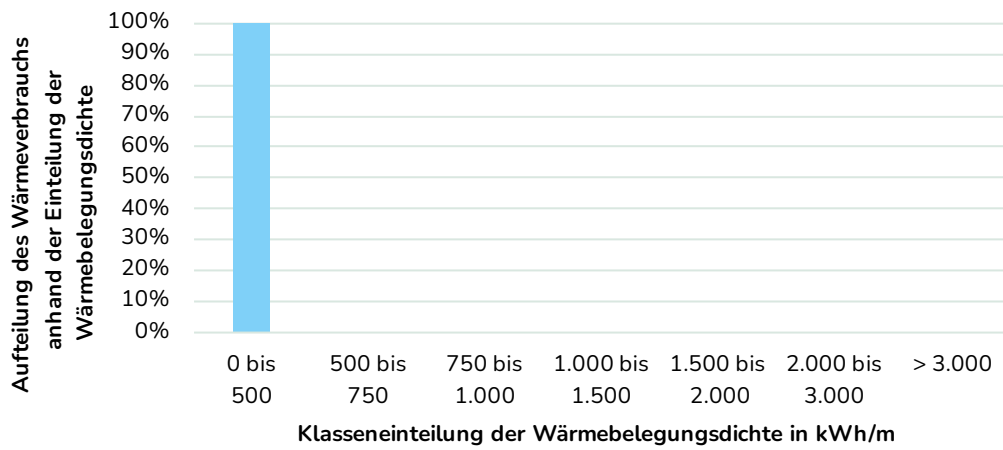 Aufteilung des Wärmeverbrauchs
anhand der Einteilung der
Wärmebelegungsdichte
100%
90%
80%
70%
60%
50%
40%
30%
20%
10%
0%
0 bis 500 bis 750 bis 1.000 bis 1.500 bis 2.000 bis > 3.000
500 750 1.000 1.500 2.000 3.000
Klasseneinteilung der Wärmebelegungsdichte in kWh/m